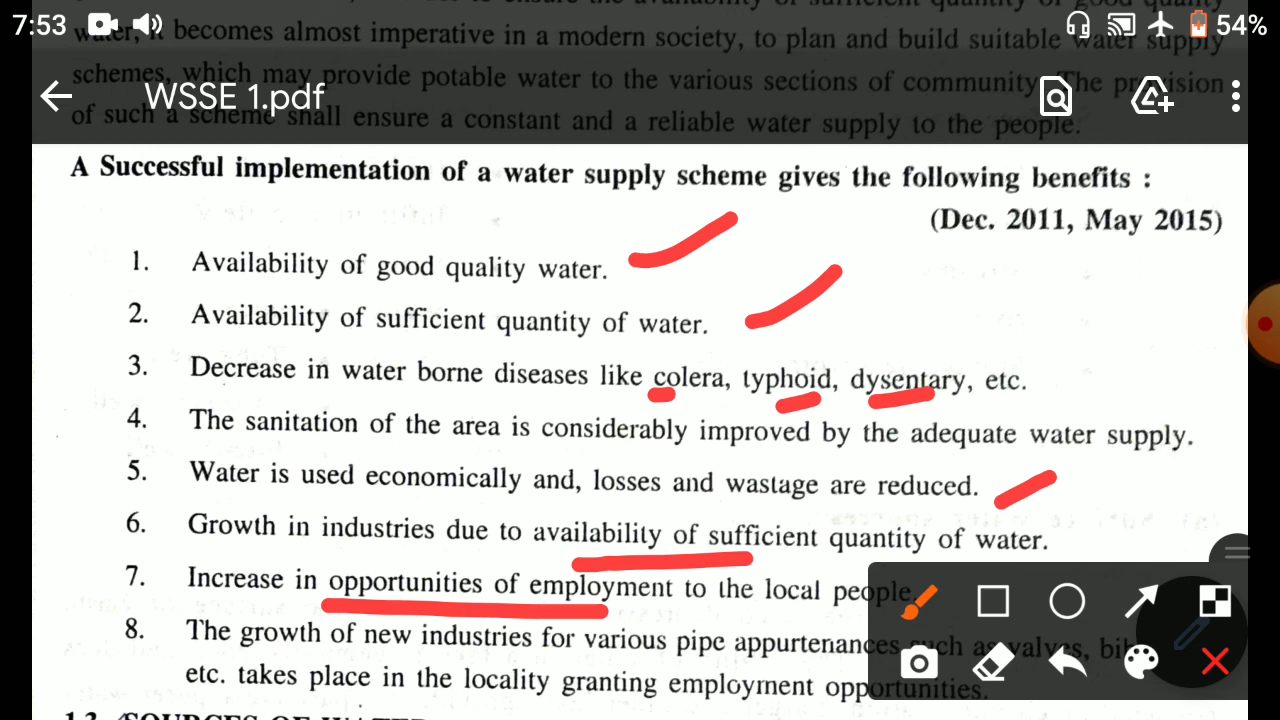 7:53
54%
water, it becomes almost imperative in a modern society, to plan and build suitable water supply
schemes, which may provide potable water to the various sections of community. The provision
WSSE 1.pdf
of such a scheme shall ensure a constant and a reliable water supply to the people.
A Successful implementation of a water supply scheme gives the following benefits :
(Dec. 2011, May 2015)
1. Availability of good quality water.
2. Availability of sufficient quantity of water.
3. Decrease in water borne diseases like colera, typhoid, dysentary, etc.
4. The sanitation of the area is considerably improved by the adequate water supply.
5. Water is used economically and, losses and wastage are reduced.
6. Growth in industries due to availability of sufficient quantity of water.
7. Increase in opportunities of employment to the local people.
8. The growth of new industries for various pipe appurtenances such as valves,
etc. takes place in the locality granting employment opportunities.